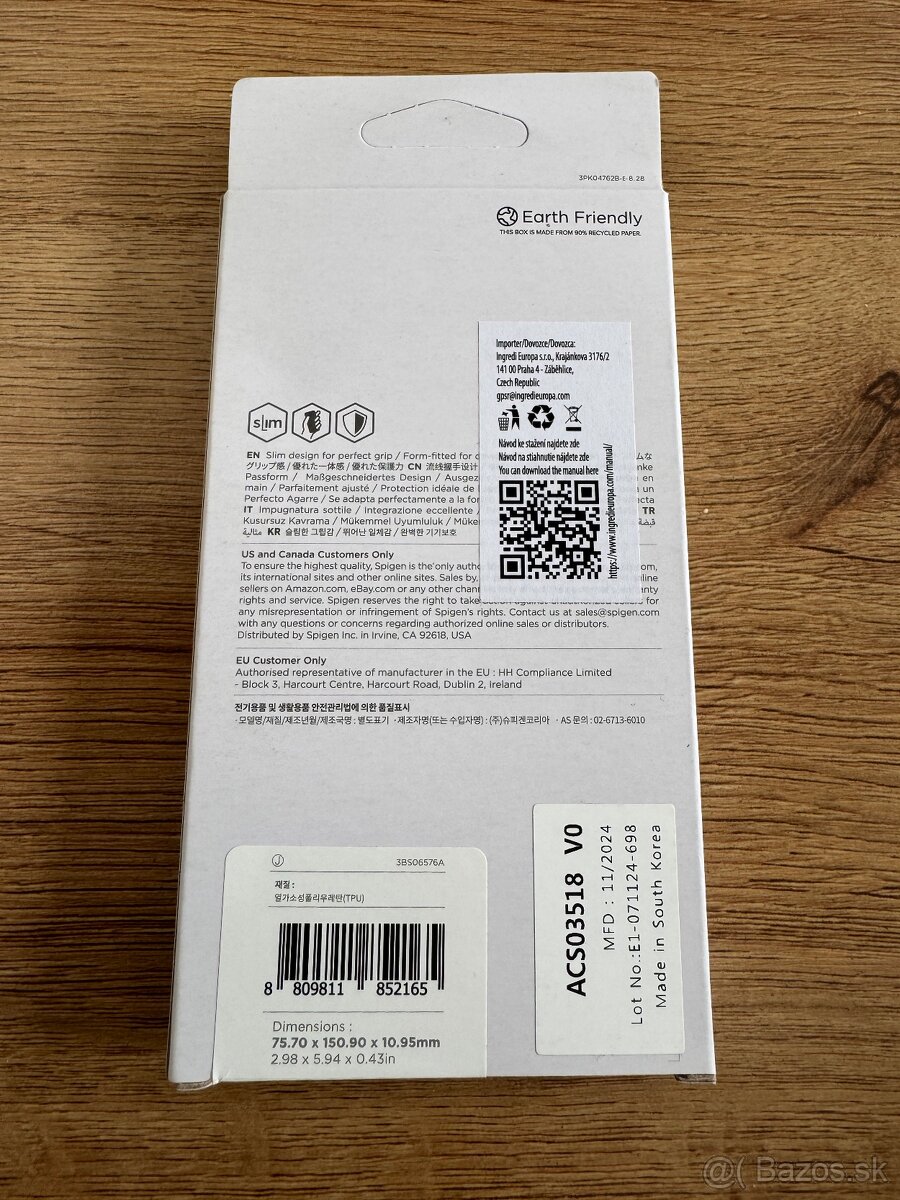 3PK04762B-E-8.28
Earth Friendly
THIS BOX IS MADE FROM 90% RECYCLED PAPER.
Importer/Dovozce/Dovozca:
Ingredi Europa s.r.o., Krajánkova 3176/2
141 00 Praha 4 - Záběhlice,
Czech Republic
gpsr@ingredieuropa.com
Návod ke stažení najdete zde
Návod na stiahnutie nájdete zde
You can download the manual here
https://www.ingredieuropa.com/manual/
slim
EN Slim design for perfect grip / Form-fitted for
グリップ感 / 優れた一体感 / 優れた保護力 CN 流线握手设计
Passform / Maßgeschneidertes Design / en
main / Parfaitement ajusté / Protection idéale de
Perfecto Agarre / Se adapta perfectamente a la
IT Impugnatura sottile / Integrazione eccellente / TR
Kusursuz Kavrama / Mükemmel Uyumluluk /
KR 슬림한 그립감 / 뛰어난 일체감 / 완벽한 기기보호
US and Canada Customers Only
To ensure the highest quality, Spigen is the only
its international sites and other online sites. Sales by,
sellers on Amazon.com, eBay.com or any other
rights and service. Spigen reserves the right to take for
any misrepresentation or infringement of Spigen's rights. Contact us at sales@spigen.com
with any questions or concerns regarding authorized online sales or distributors.
Distributed by Spigen Inc. in Irvine, CA 92618, USA
EU Customer Only
Authorised representative of manufacturer in the EU : HH Compliance Limited
- Block 3, Harcourt Centre, Harcourt Road, Dublin 2, Ireland
전기용품 및 생활용품 안전관리법에 의한 품질표시
· 모델명/재질/제조년월/제조국명 : 별도표기 · 제조자명(또는 수입자명) : (주)슈피겐코리아 · AS 문의 : 02-6713-6010
J 3BS06576A
재질 :
열가소성폴리우레탄(TPU)
8 809811 852165
Dimensions :
75.70 x 150.90 x 10.95mm
2.98 x 5.94 x 0.43in
ACS03518 V0
MFD : 11/2024
Lot No.:E1-071124-698
Made in South Korea
@( Bazos.sk